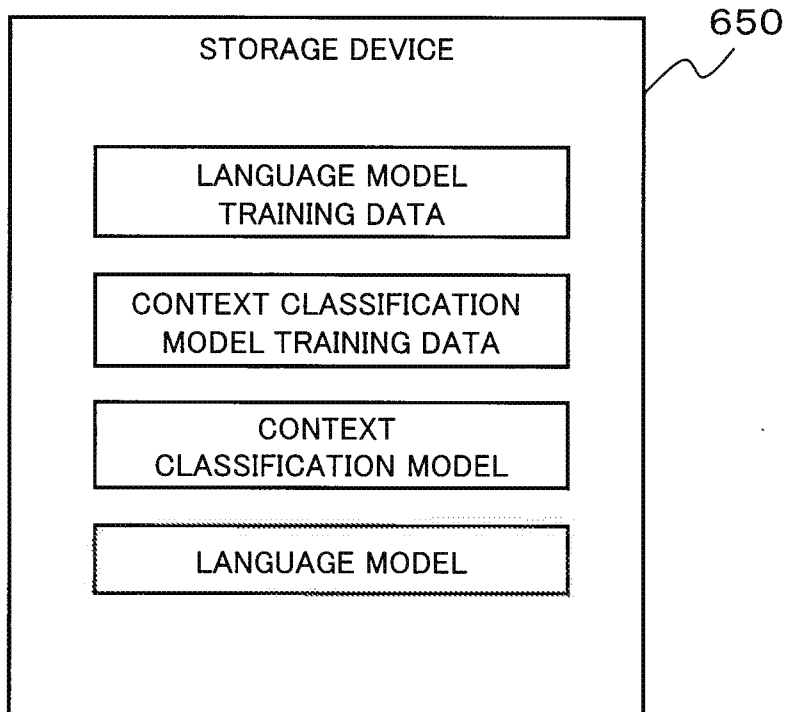 650
STORAGE DEVICE
LANGUAGE MODEL
TRAINING DATA
CONTEXT CLASSIFICATION
MODEL TRAINING DATA
CONTEXT
CLASSIFICATION MODEL
LANGUAGE MODEL